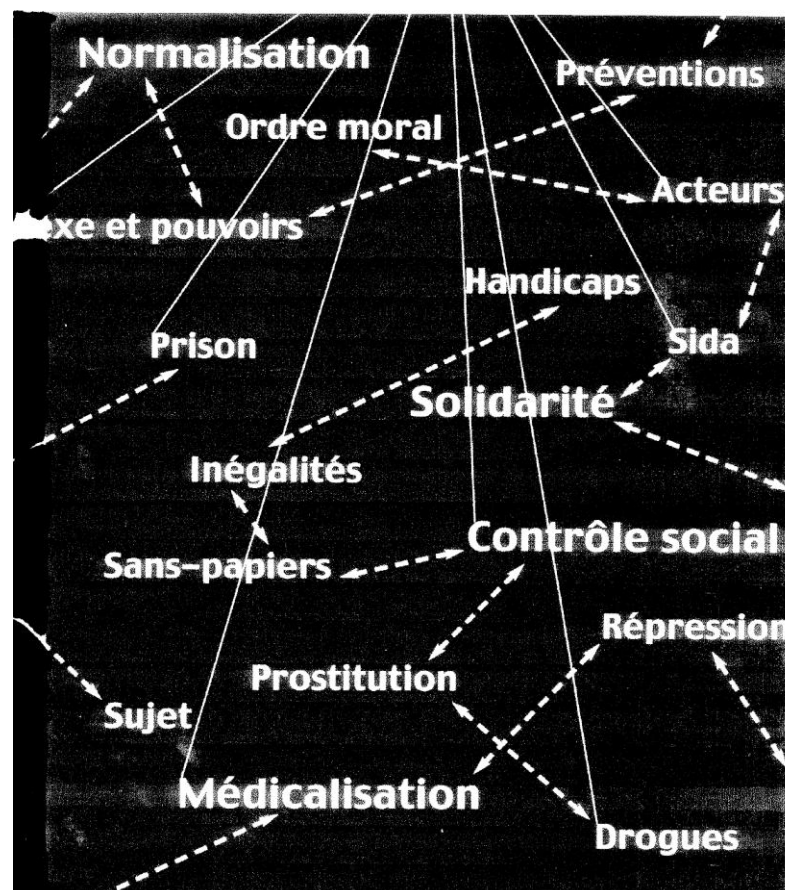 Normalisation
Préventions
Ordre moral
Acteurs
exe et pouvoirs
Handicaps
Prison
Sida
Solidarité
Inégalités
Contrôle social
Sans-papiers
Répression
Prostitution
Sujet
Médicalisation
Drogues